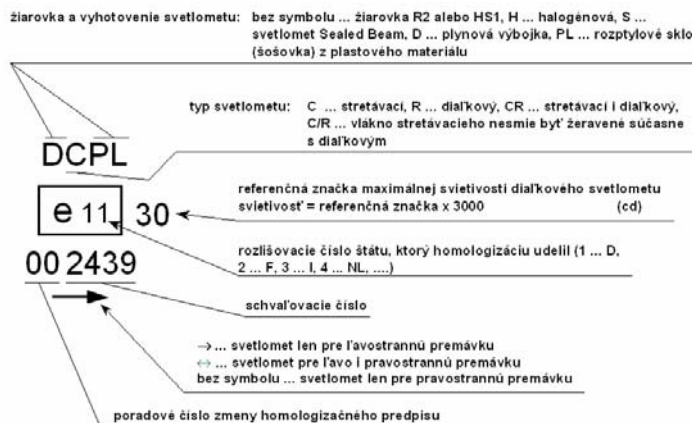 žiarovka a vyhotovenie svetlometu: bez symbolu ... žiarovka R2 alebo HS1, H ... halogénová, S ...
svetlomet Sealed Beam, D ... plynová výbojka, PL ... rozptylové sklo
(šošovka) z plastového materiálu
typ svetlometu: C ... stretávací, R ... diaľkový, CR ... stretávací i diaľkový,
C/R ... vlákno stretávacieho nesmie byť žeravené súčasne
s diaľkovým
DCPL
referenčná značka maximálnej svietivosti diaľkového svetlometu
svietivosť = referenčná značka x 3000 (cd)
e 11 30
rozlišovacie číslo štátu, ktorý homologizáciu udelil (1 ... D,
2 ... F, 3 ... I, 4 ... NL, ....)
00 2439
schvaľovacie číslo
→ ... svetlomet len pre ľavostrannú premávku
↔ ... svetlomet pre ľavo i pravostrannú premávku
bez symbolu ... svetlomet len pre pravostrannú premávku
poradové číslo zmeny homologizačného predpisu